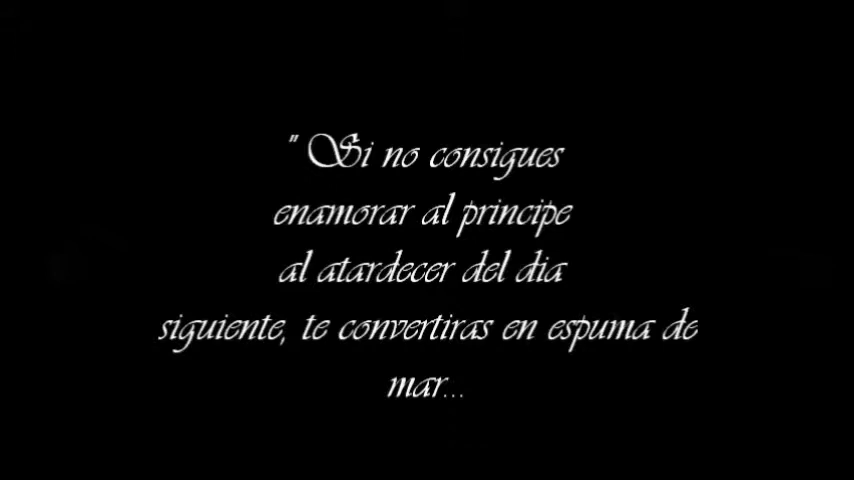 " Si no consigues
enamorar al principe
al atardecer del dia
siguiente, te convertiras en espuma de
mar...